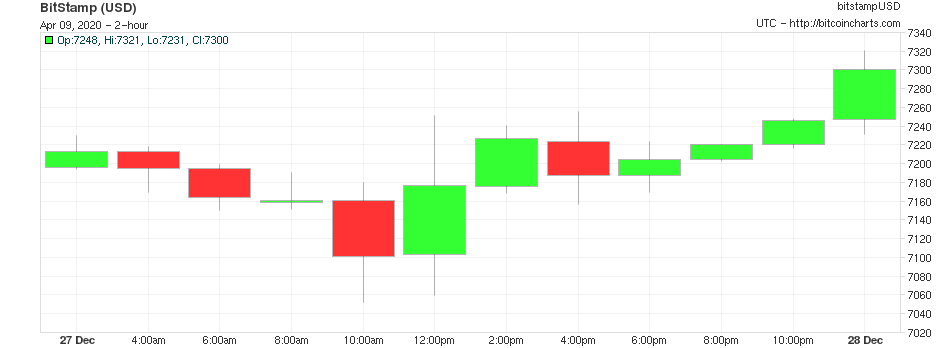 BitStamp (USD)
bitstampUSD
Apr 09, 2020 - 2-hour
UTC - http://bitcoincharts.com
Op:7248, Hi:7321, Lo:7231, Cl:7300
7340
7320
7300
7280
7260
7240
7220
7200
7180
7160
7140
7120
7100
7080
7060
7040
7020
27 Dec 4:00am 6:00am 8:00am 10:00am 12:00pm 2:00pm 4:00pm 6:00pm 8:00pm 10:00pm 28 Dec